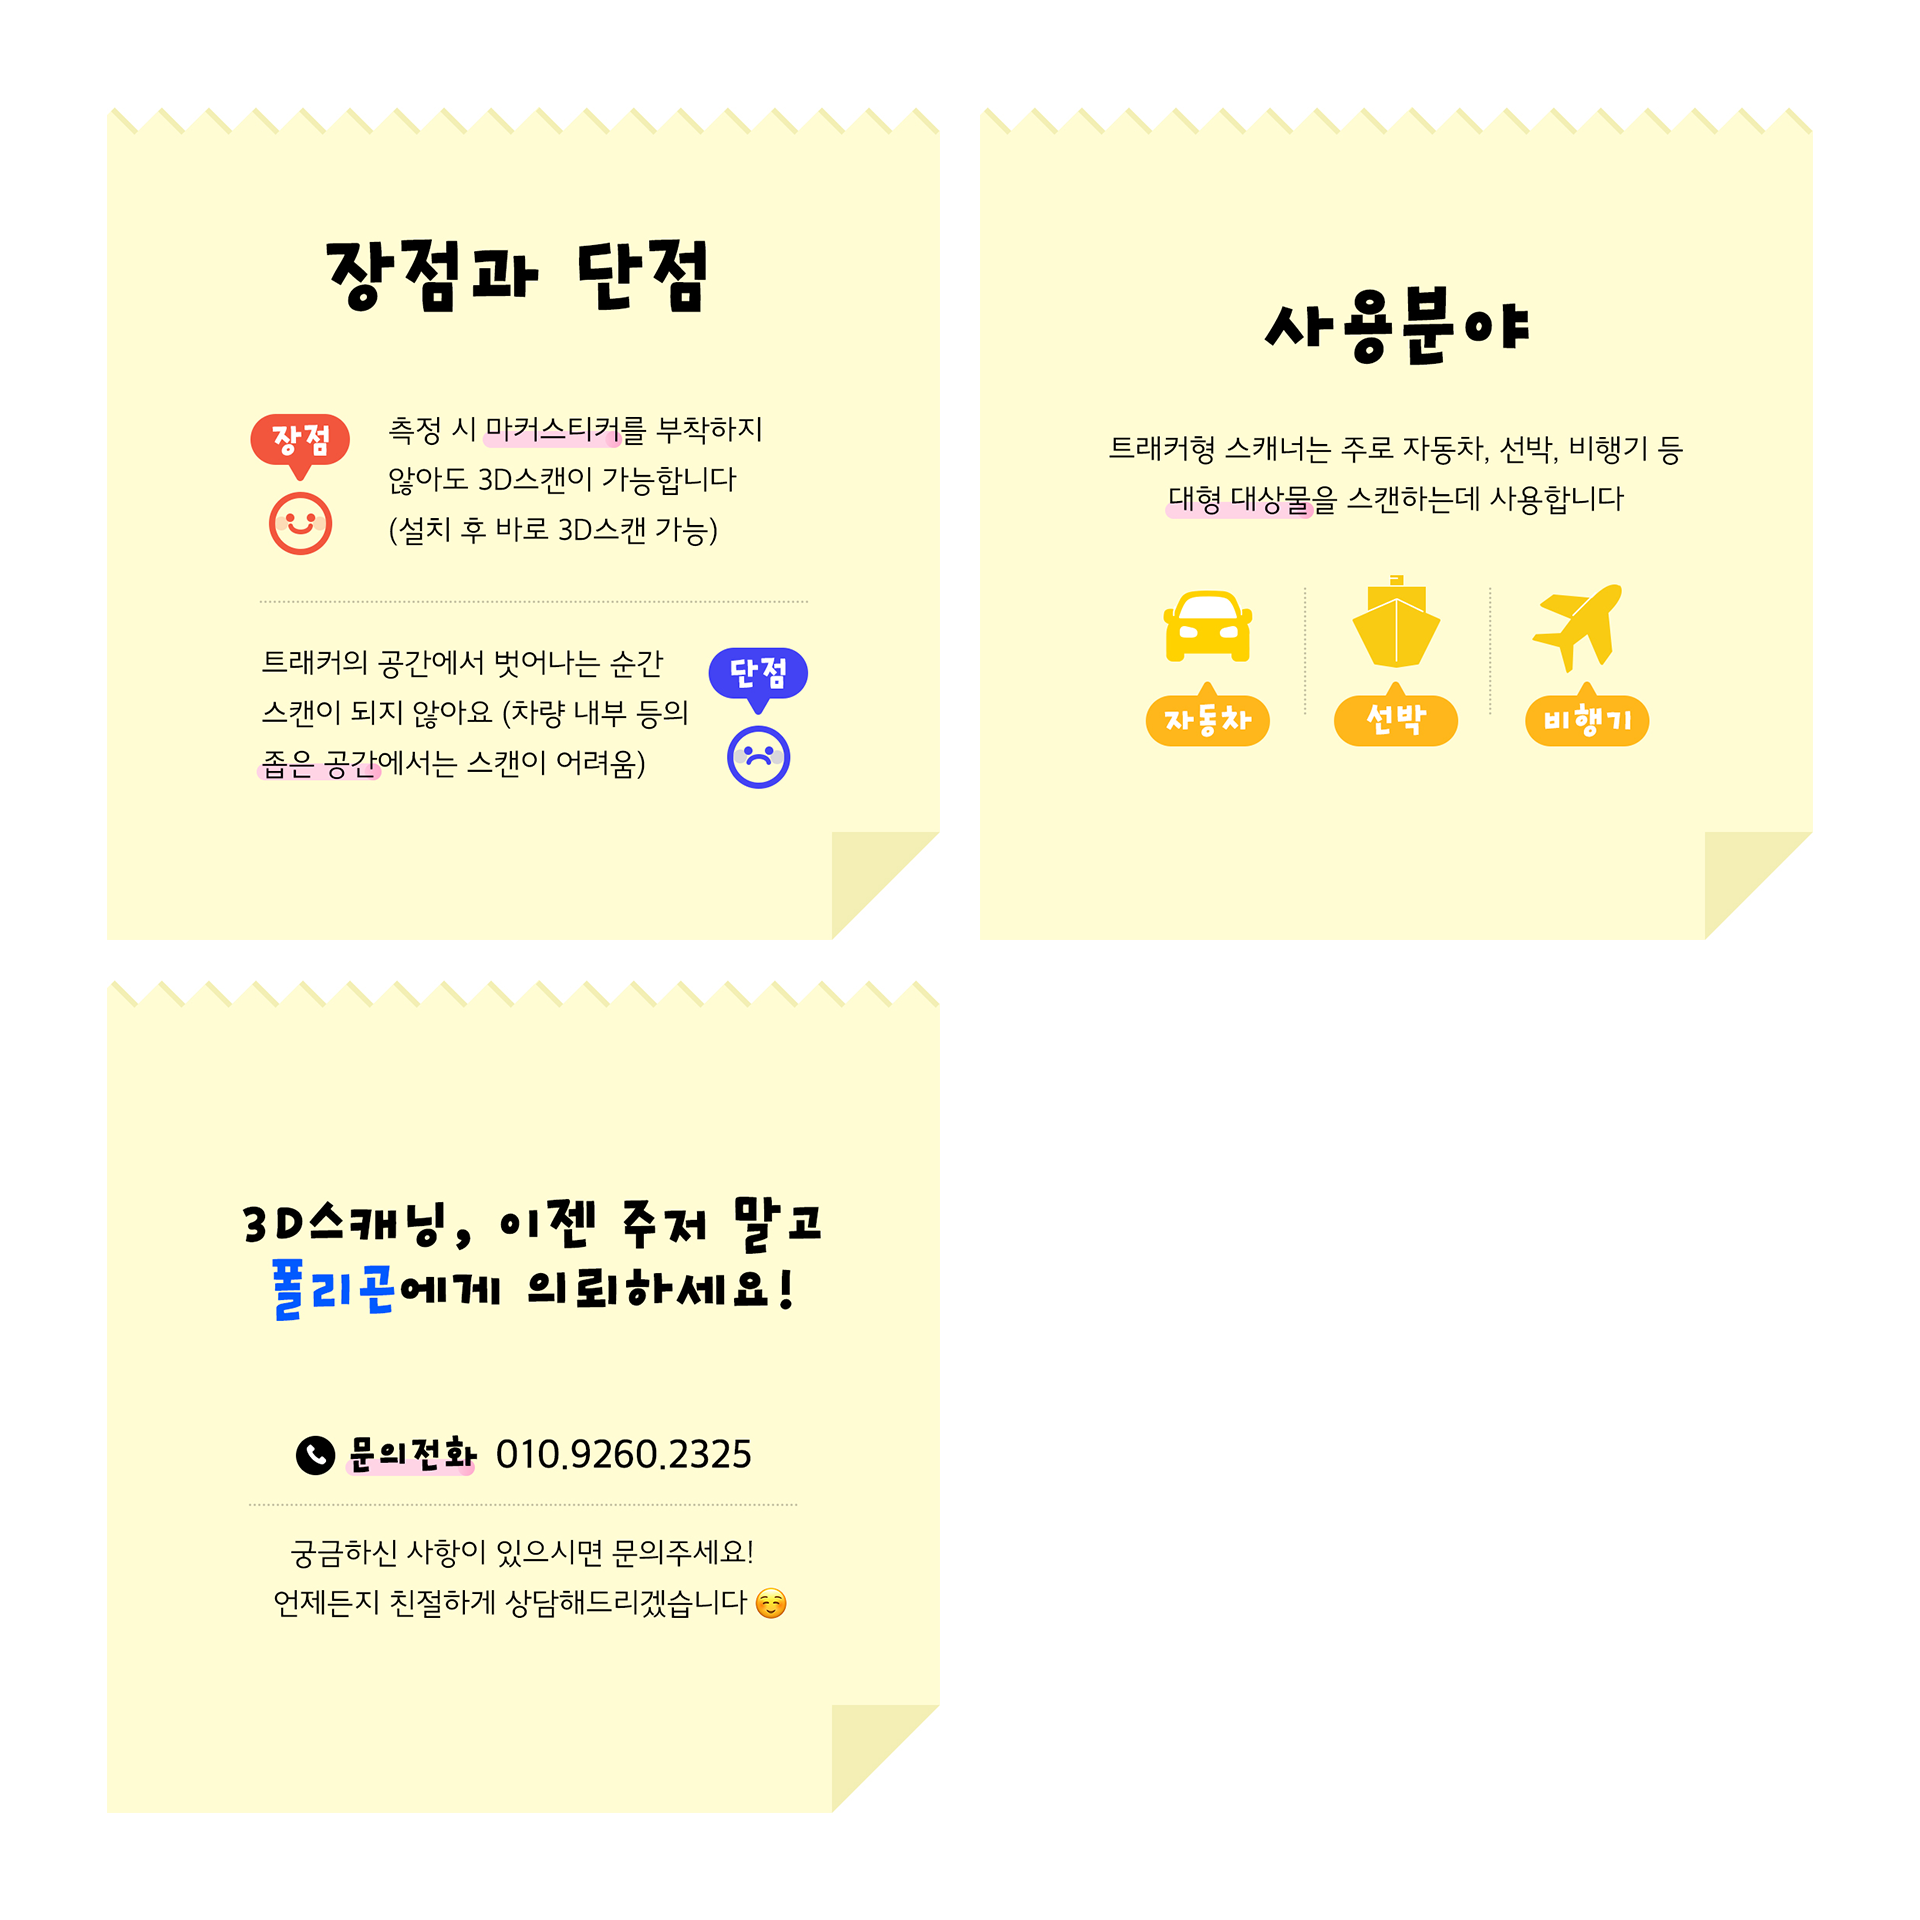 장점과 단점
장점
측정 시 마커스티커를 부착하지
않아도 3D스캔이 가능합니다
(설치 후 바로 3D스캔 가능)
트래커의 공간에서 벗어나는 순간
스캔이 되지 않아요 (차량 내부 등의
좁은 공간에서는 스캔이 어려움)
단점
사용분야
트래커형 스캐너는 주로 자동차, 선박, 비행기 등
대형 대상물을 스캔하는데 사용합니다
자동차
선박
비행기
3D스캐닝, 이젠 주저 말고
폴리곤에게 의뢰하세요!
문의전화 010.9260.2325
궁금하신 사항이 있으시면 문의주세요!
언제든지 친절하게 상담해드리겠습니다 ☺️